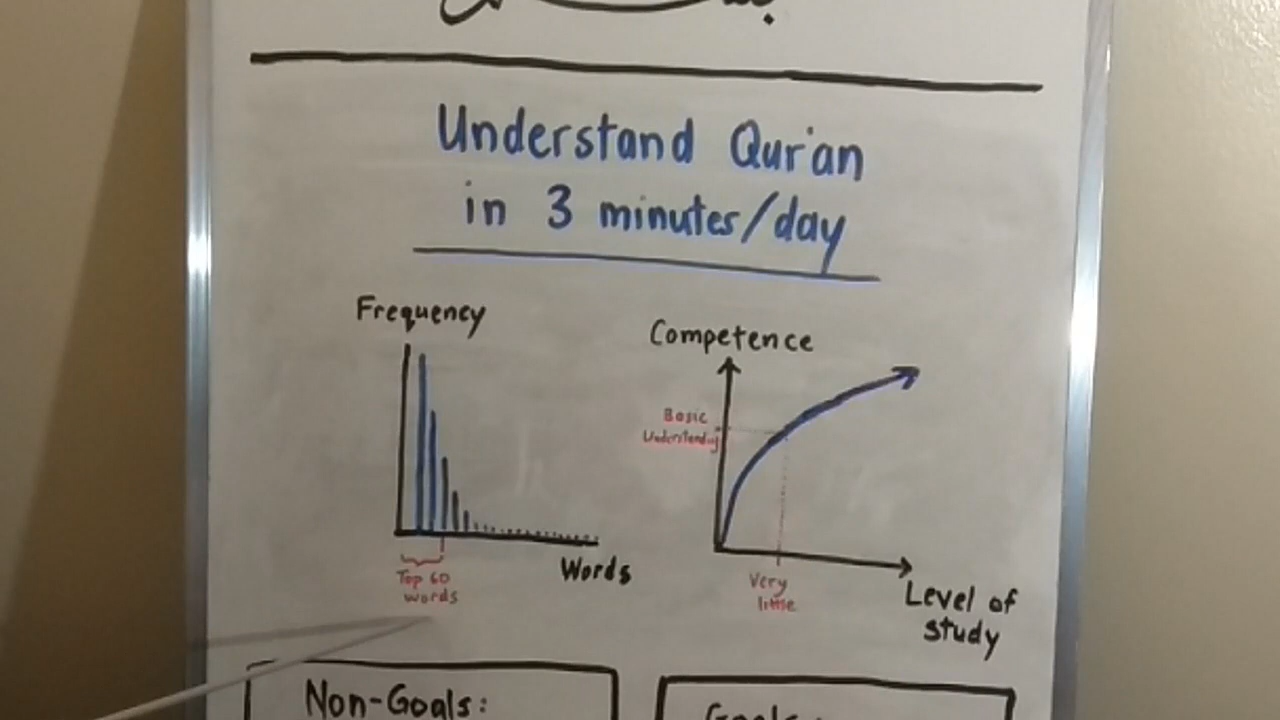 Understand Qur'an
in 3 minutes/day
Frequency
Top 60
words
Words
Competence
Basic
Understanding
Very
little
Level of
study
Non-Goals:
Goals: